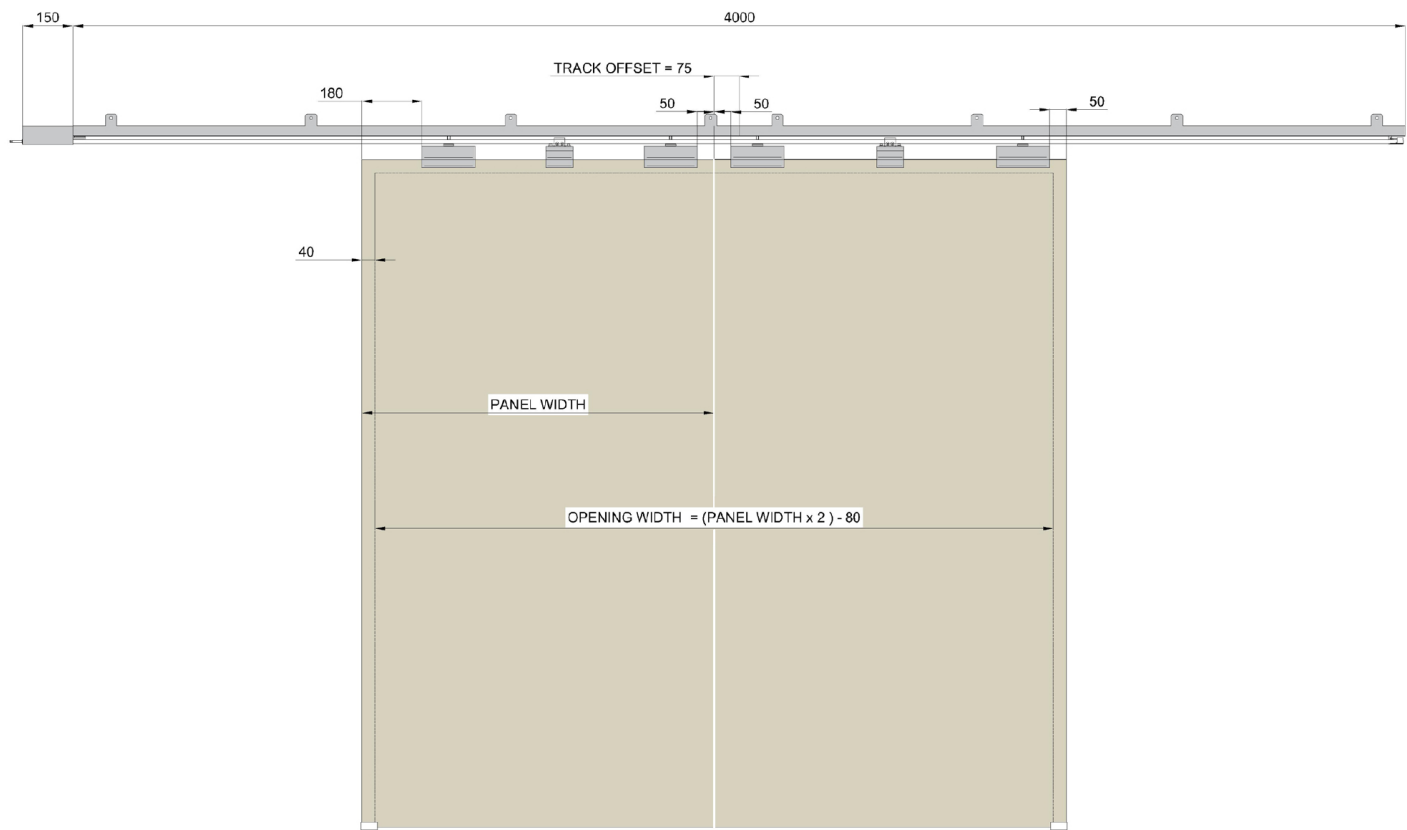 150
4000
TRACK OFFSET = 75
180
50
50
50
40
PANEL WIDTH
OPENING WIDTH = (PANEL WIDTH x 2 ) - 80